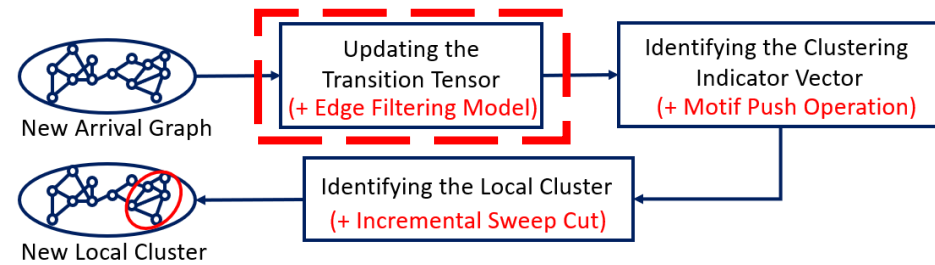 New Arrival Graph
Updating the
Transition Tensor
(+ Edge Filtering Model)
Identifying the Clustering
Indicator Vector
(+ Motif Push Operation)
Identifying the Local Cluster
(+ Incremental Sweep Cut)
New Local Cluster